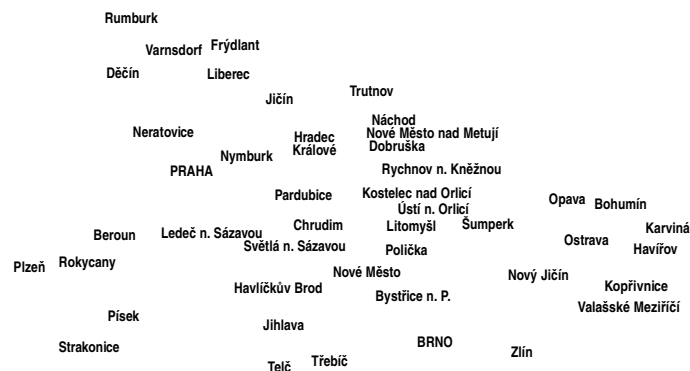 Rumburk
Varnsdorf
Frýdlant
Děčín
Liberec
Jičín
Trutnov
Neratovice
Náchod
Nové Město nad Metují
Hradec
Králové
Dobruška
Nymburk
PRAHA
Rychnov n. Kněžnou
Pardubice
Kostelec nad Orlicí
Ústí n. Orlicí
Opava
Bohumín
Beroun
Ledeč n. Sázavou
Chrudim
Litomyšl
Šumperk
Karviná
Světlá n. Sázavou
Polička
Ostrava
Havířov
Plzeň
Rokycany
Nové Město
Nový Jičín
Havlíčkův Brod
Bystřice n. P.
Kopřivnice
Valašské Meziříčí
Písek
Jihlava
Strakonice
BRNO
Zlín
Telč
Třebíč